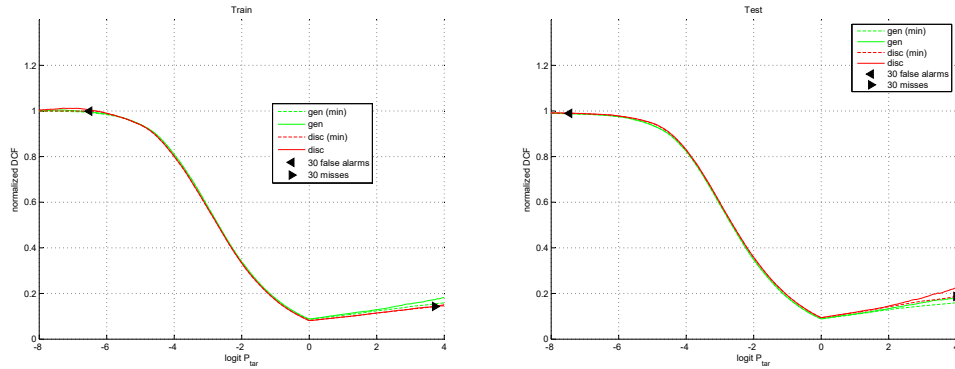 Train
1.2
1
0.8
0.6
0.4
0.2
0
-8
-6
-4
-2
0
2
4
normalized DCF
logit P_tar
gen (min)
gen
disc (min)
disc
30 false alarms
30 misses
Test
1.2
1
0.8
0.6
0.4
0.2
0
-8
-6
-4
-2
0
2
4
normalized DCF
logit P_tar
gen (min)
gen
disc (min)
disc
30 false alarms
30 misses